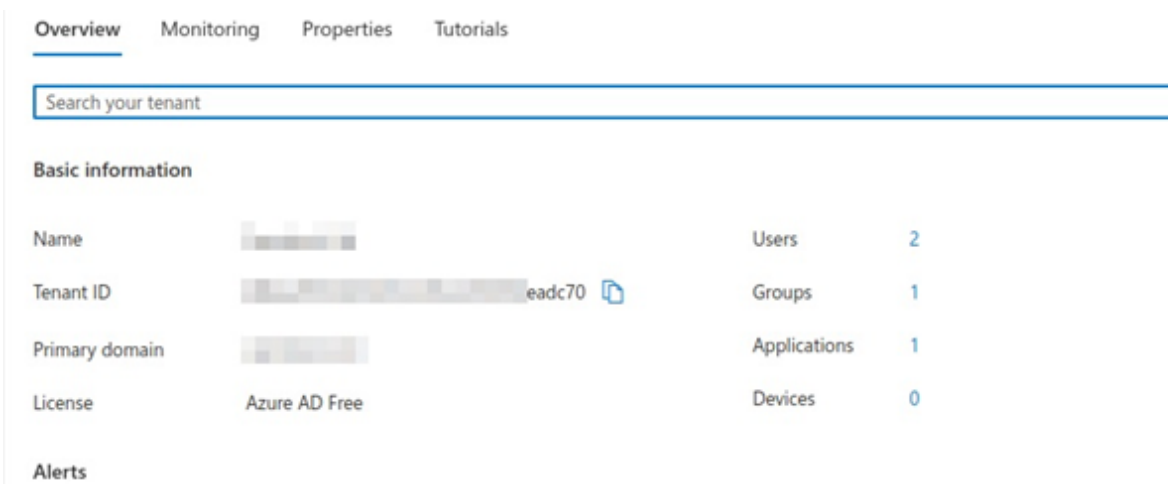 Overview Monitoring Properties Tutorials
Search your tenant
Basic information
Name
Users 2
Tenant ID eadc70
Groups 1
Primary domain
Applications 1
License Azure AD Free
Devices 0
Alerts